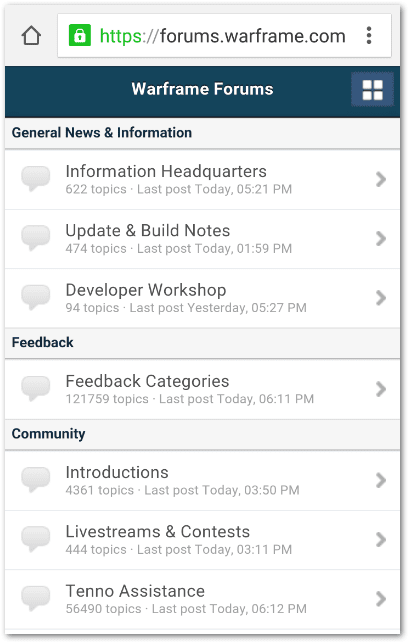 https://forums.warframe.com
Warframe Forums
General News & Information
Information Headquarters
622 topics · Last post Today, 05:21 PM
Update & Build Notes
474 topics · Last post Today, 01:59 PM
Developer Workshop
94 topics · Last post Yesterday, 05:27 PM
Feedback
Feedback Categories
121759 topics · Last post Today, 06:11 PM
Community
Introductions
4361 topics · Last post Today, 03:50 PM
Livestreams & Contests
444 topics · Last post Today, 03:11 PM
Tenno Assistance
56490 topics · Last post Today, 06:12 PM